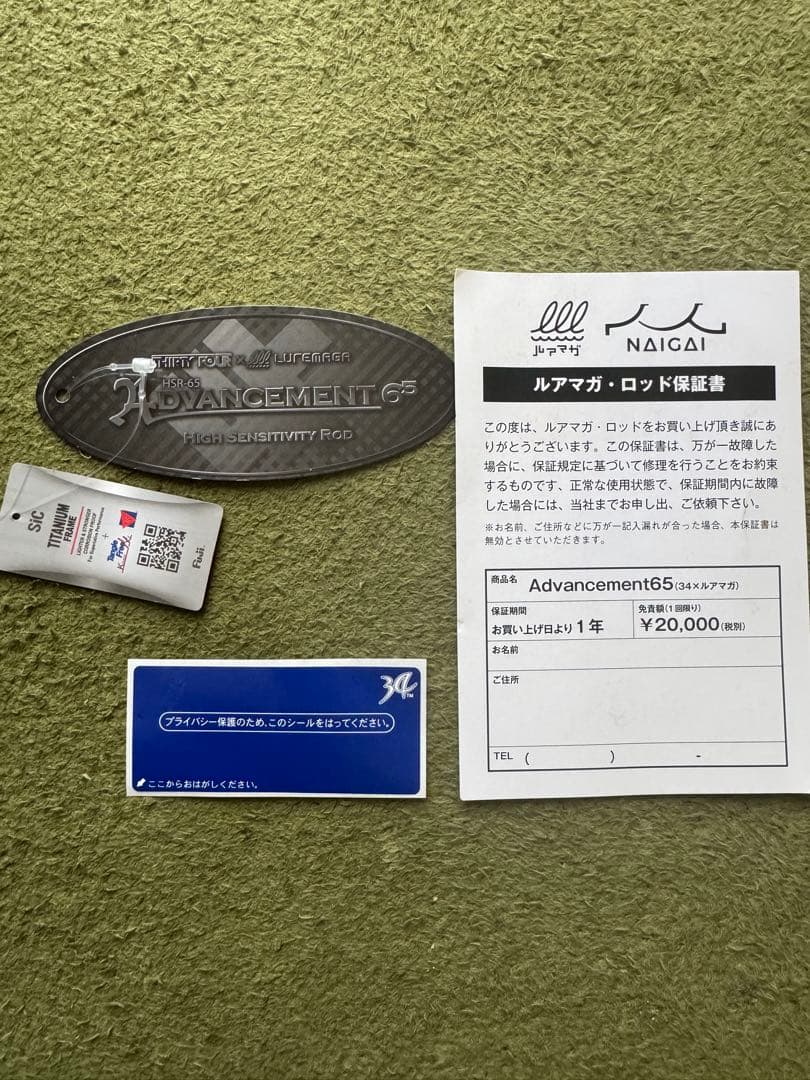 THIRTY FOUR × LUREMAGA
HSR-65
ADVANCEMENT 65
HIGH SENSITIVITY ROD
SiC
TITANIUM
FRAME
LIGHTER & STRONGER
CORROSION PROOF
For Superlative Performance
+
Tangle
Free
Fuji
34™
プライバシー保護のため、このシールをはってください。
ここからおはがしください。
ルアマガ
NAIGAI
ルアマガ・ロッド保証書
この度は、ルアマガ・ロッドをお買い上げ頂き誠にあ
りがとうございます。この保証書は、万が一故障した
場合に、保証規定に基づいて修理を行うことをお約束
するものです、正常な使用状態で、保証期間内に故障
した場合には、当社までお申し出、ご依頼下さい。
※お名前、ご住所などに万が一記入漏れが合った場合、本保証書は
無効とさせていただきます。
商品名 Advancement65(34×ルアマガ)
保証期間
お買い上げ日より1年
免責額(1回限り)
¥20,000(税別)
お名前
ご住所
TEL ( ) -